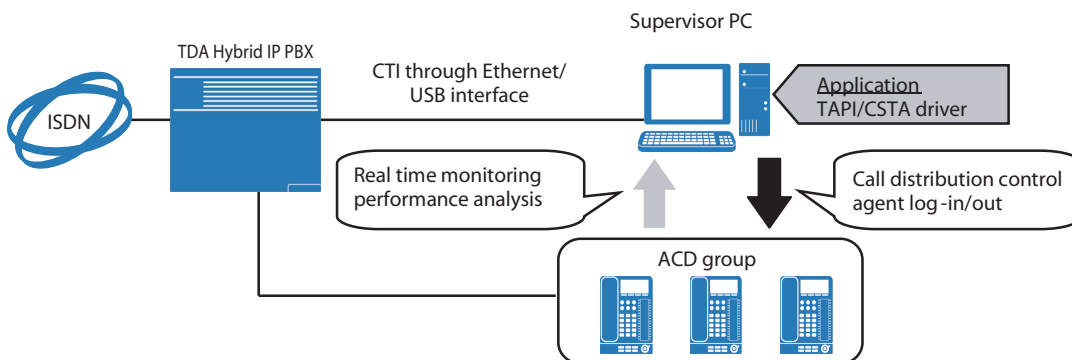 Supervisor PC
TDA Hybrid IP PBX
CTI through Ethernet/
USB interface
Application
TAPI/CSTA driver
ISDN
Real time monitoring
performance analysis
Call distribution control
agent log-in/out
ACD group